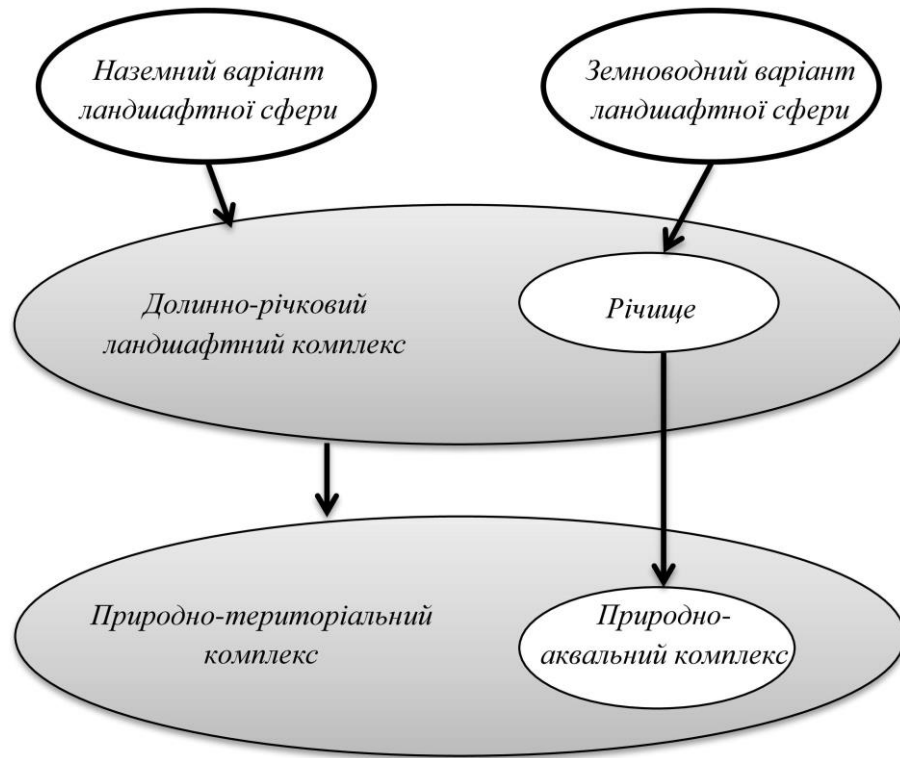 Наземний варіант
ландшафтної сфери
Земноводний варіант
ландшафтної сфери
Долинно-річковий
ландшафтний комплекс
Річище
Природно-територіальний
комплекс
Природно-
аквальний комплекс